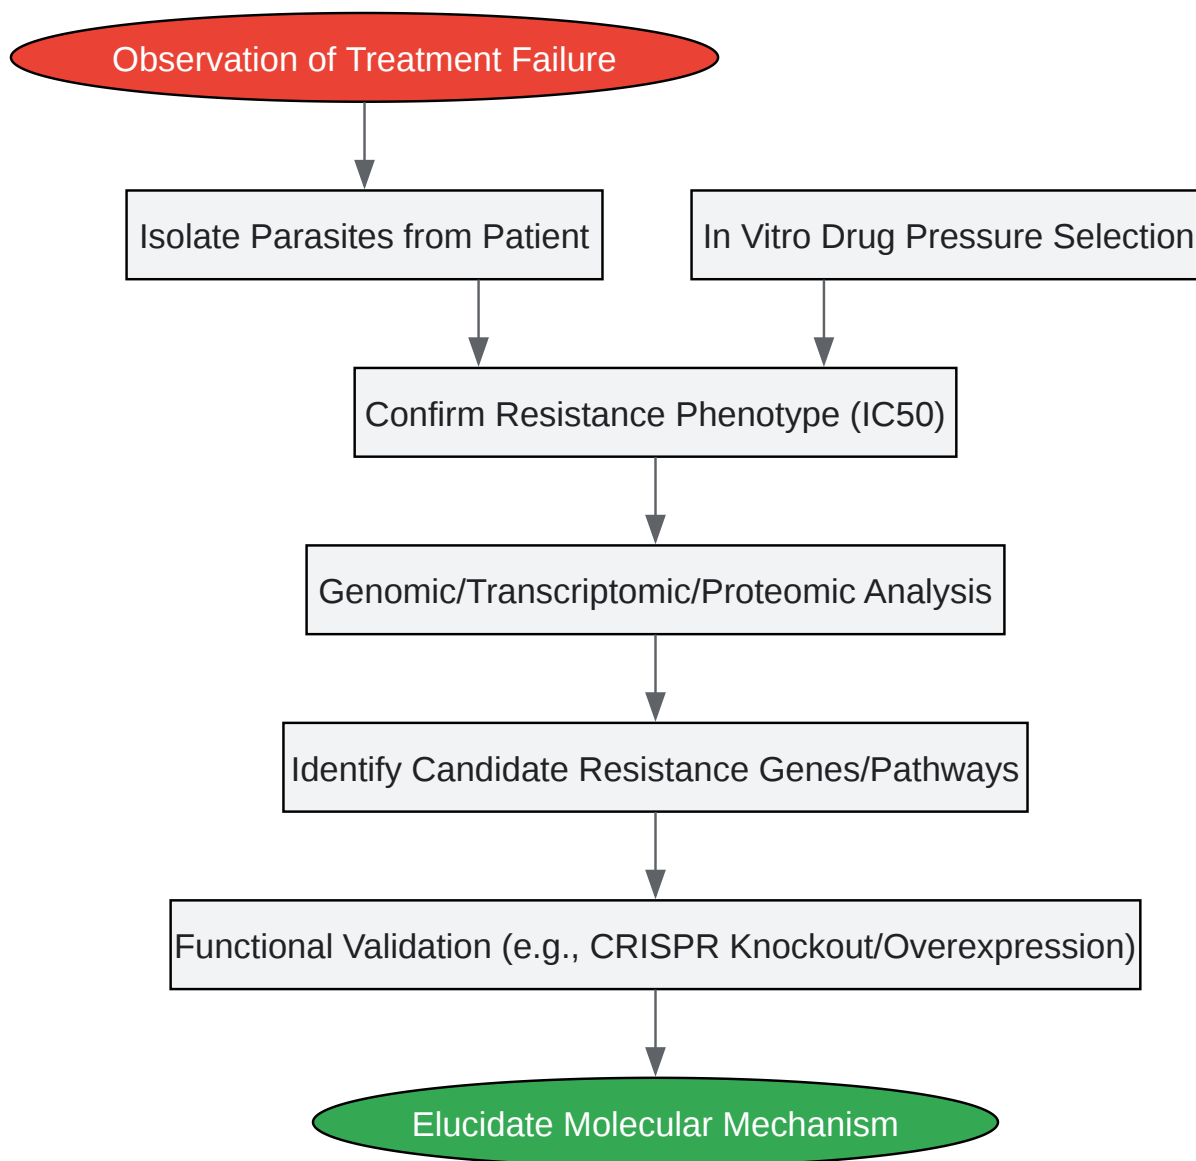 Observation of Treatment Failure
Isolate Parasites from Patient
In Vitro Drug Pressure Selection
Confirm Resistance Phenotype (IC50)
Genomic/Transcriptomic/Proteomic Analysis
Identify Candidate Resistance Genes/Pathways
Functional Validation (e.g., CRISPR Knockout/Overexpression)
Elucidate Molecular Mechanism